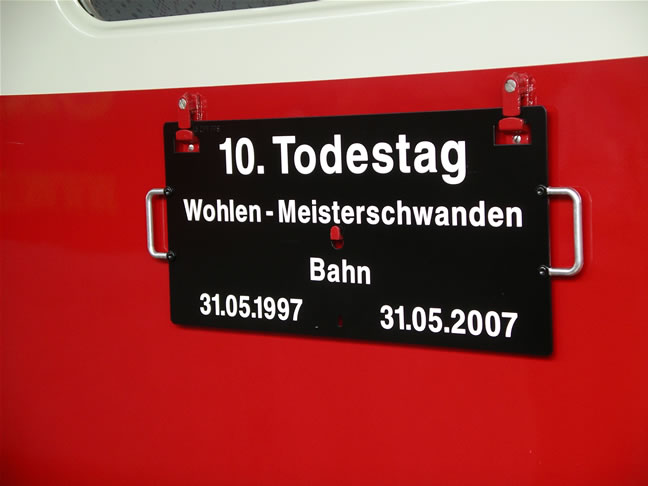 10. Todestag
Wohlen - Meisterschwanden
Bahn
31.05.1997 31.05.2007